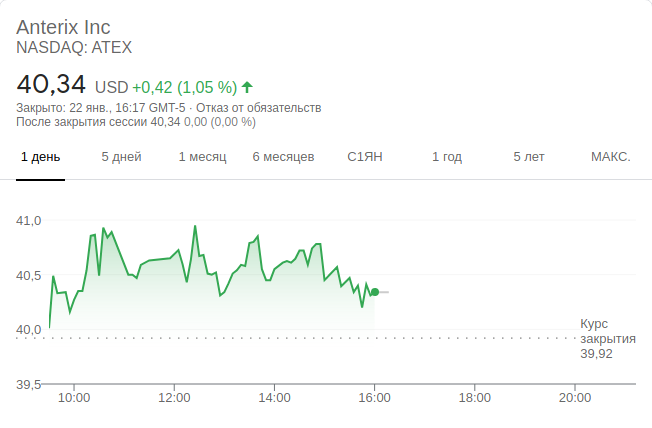 Anterix Inc
NASDAQ: ATEX
40,34 USD +0,42 (1,05 %)
Закрыто: 22 янв., 16:17 GMT-5 · Отказ от обязательств
После закрытия сессии 40,34 0,00 (0,00 %)
1 день 5 дней 1 месяц 6 месяцев С1ЯН 1 год 5 лет МАКС.
41,0
40,5
40,0
Курс
закрытия
39,92
39,5
10:00 12:00 14:00 16:00 18:00 20:00